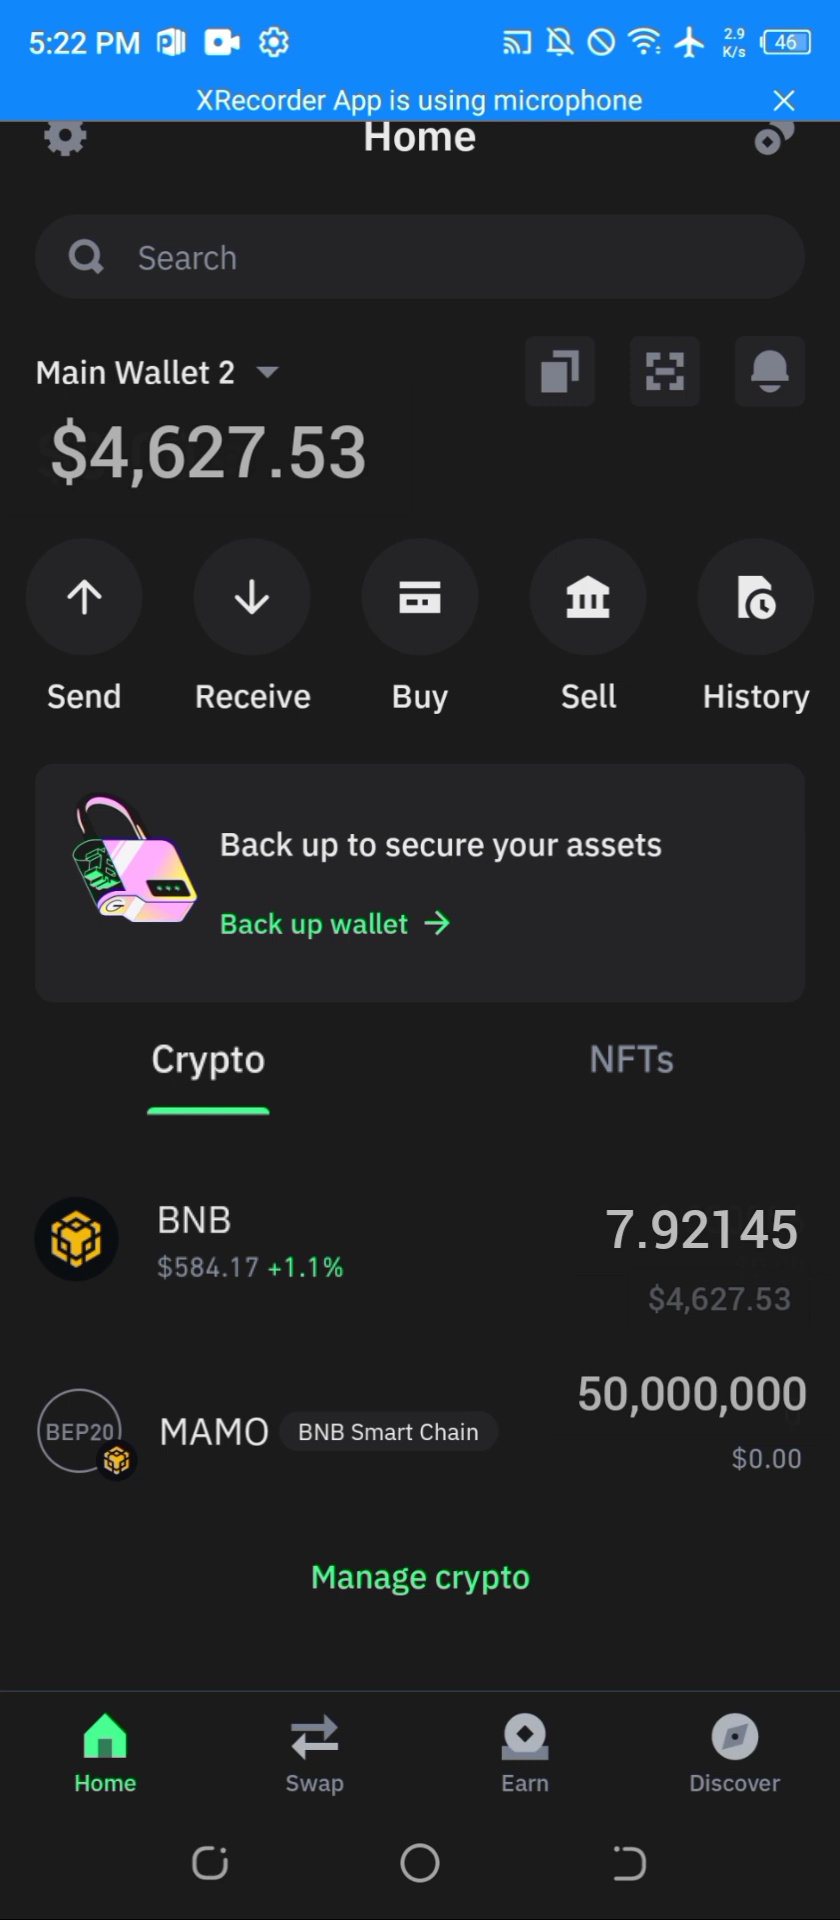 5:22 PM
2.9 K/s
46
XRecorder App is using microphone
Home
Search
Main Wallet 2
$4,627.53
Send Receive Buy Sell History
Back up to secure your assets
Back up wallet
Crypto NFTs
BNB 7.92145
$584.17 +1.1% $4,627.53
MAMO BNB Smart Chain 50,000,000
BEP20 $0.00
Manage crypto
Home Swap Earn Discover